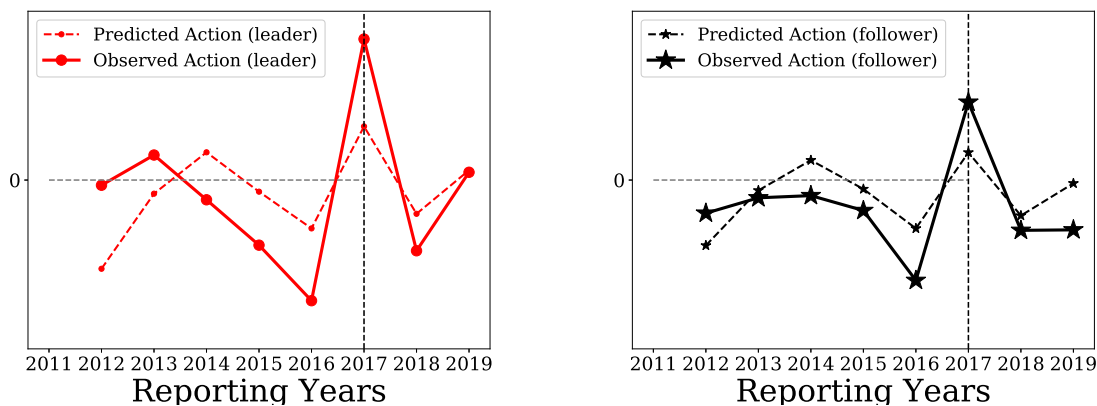 Predicted Action (leader)
Observed Action (leader)
0
2011 2012 2013 2014 2015 2016 2017 2018 2019
Reporting Years
Predicted Action (follower)
Observed Action (follower)
0
2011 2012 2013 2014 2015 2016 2017 2018 2019
Reporting Years